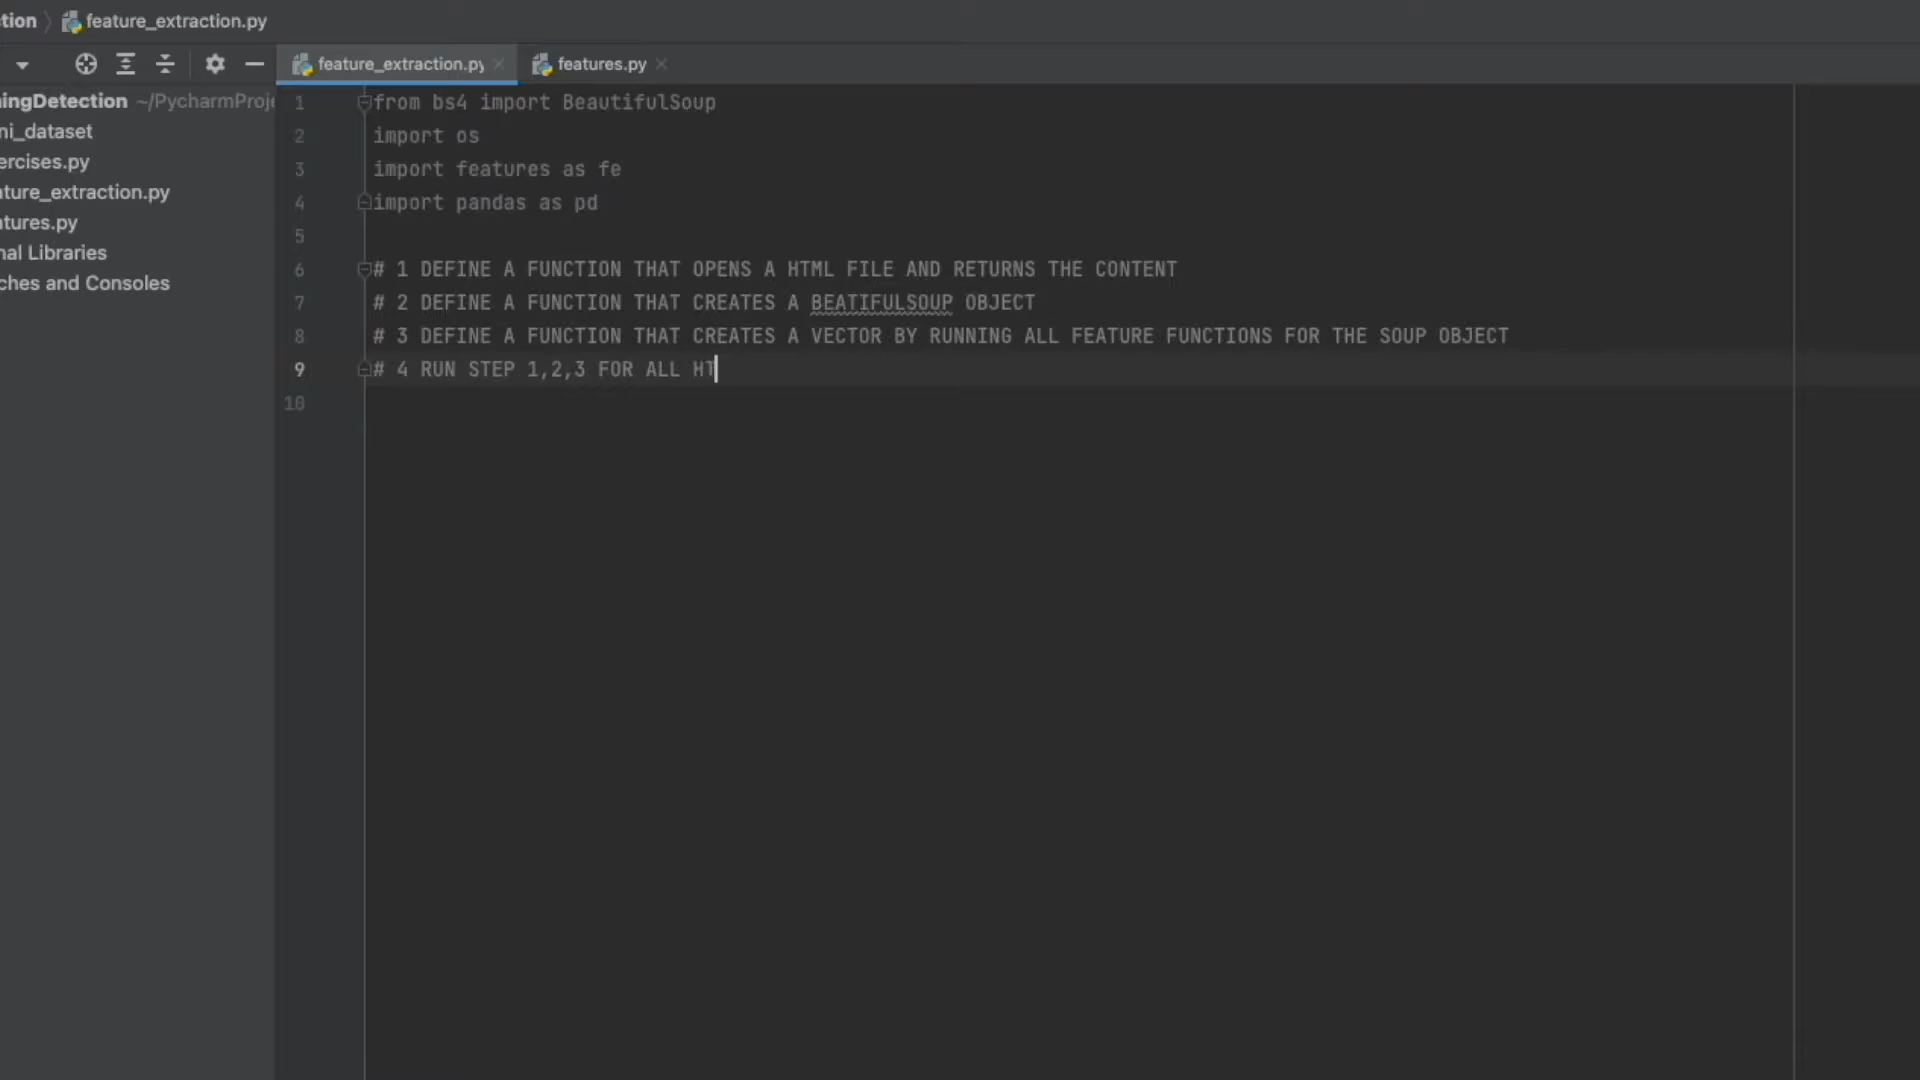 tion feature_extraction.py
feature_extraction.py features.py
ingDetection ~/PycharmProje
ni_dataset
ercises.py
ature_extraction.py
atures.py
nal Libraries
ches and Consoles
1 from bs4 import BeautifulSoup
2 import os
3 import features as fe
4 import pandas as pd
5
6 # 1 DEFINE A FUNCTION THAT OPENS A HTML FILE AND RETURNS THE CONTENT
7 # 2 DEFINE A FUNCTION THAT CREATES A BEATIFULSOUP OBJECT
8 # 3 DEFINE A FUNCTION THAT CREATES A VECTOR BY RUNNING ALL FEATURE FUNCTIONS FOR THE SOUP OBJECT
9 # 4 RUN STEP 1,2,3 FOR ALL HT
10